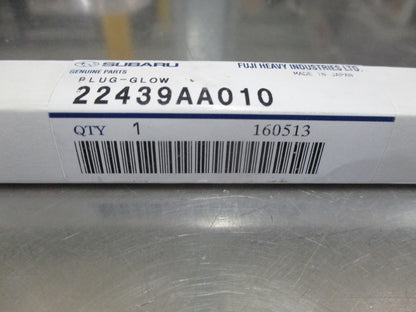 SUBARU FUJI HEAVY INDUSTRIES LTD.
GENUINE PARTS MADE IN JAPAN
PLUG-GLOW
22439AA010
QTY 1 160513